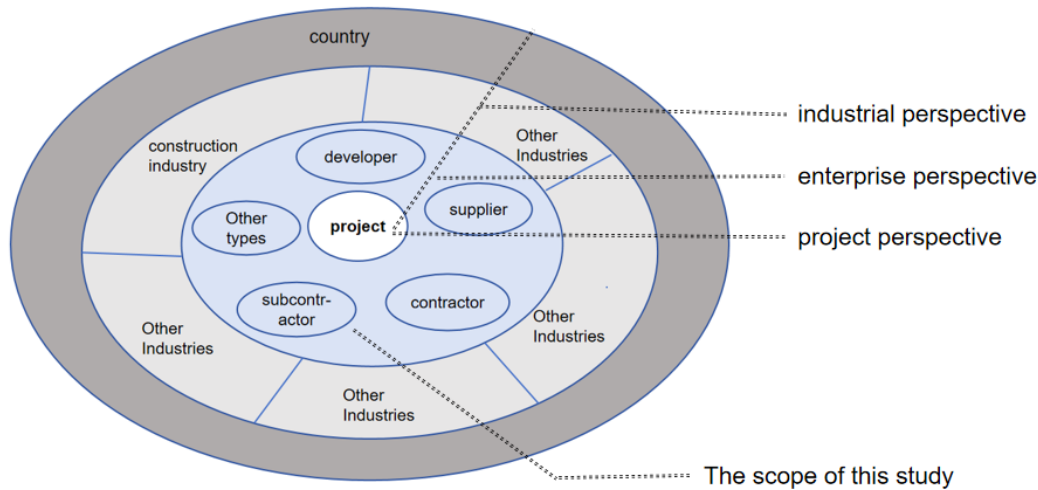 country
industrial perspective
Other
Industries
construction
industry
developer
enterprise perspective
supplier
Other
types
project
project perspective
subcontr-
actor
contractor
Other
Industries
Other
Industries
Other
Industries
The scope of this study